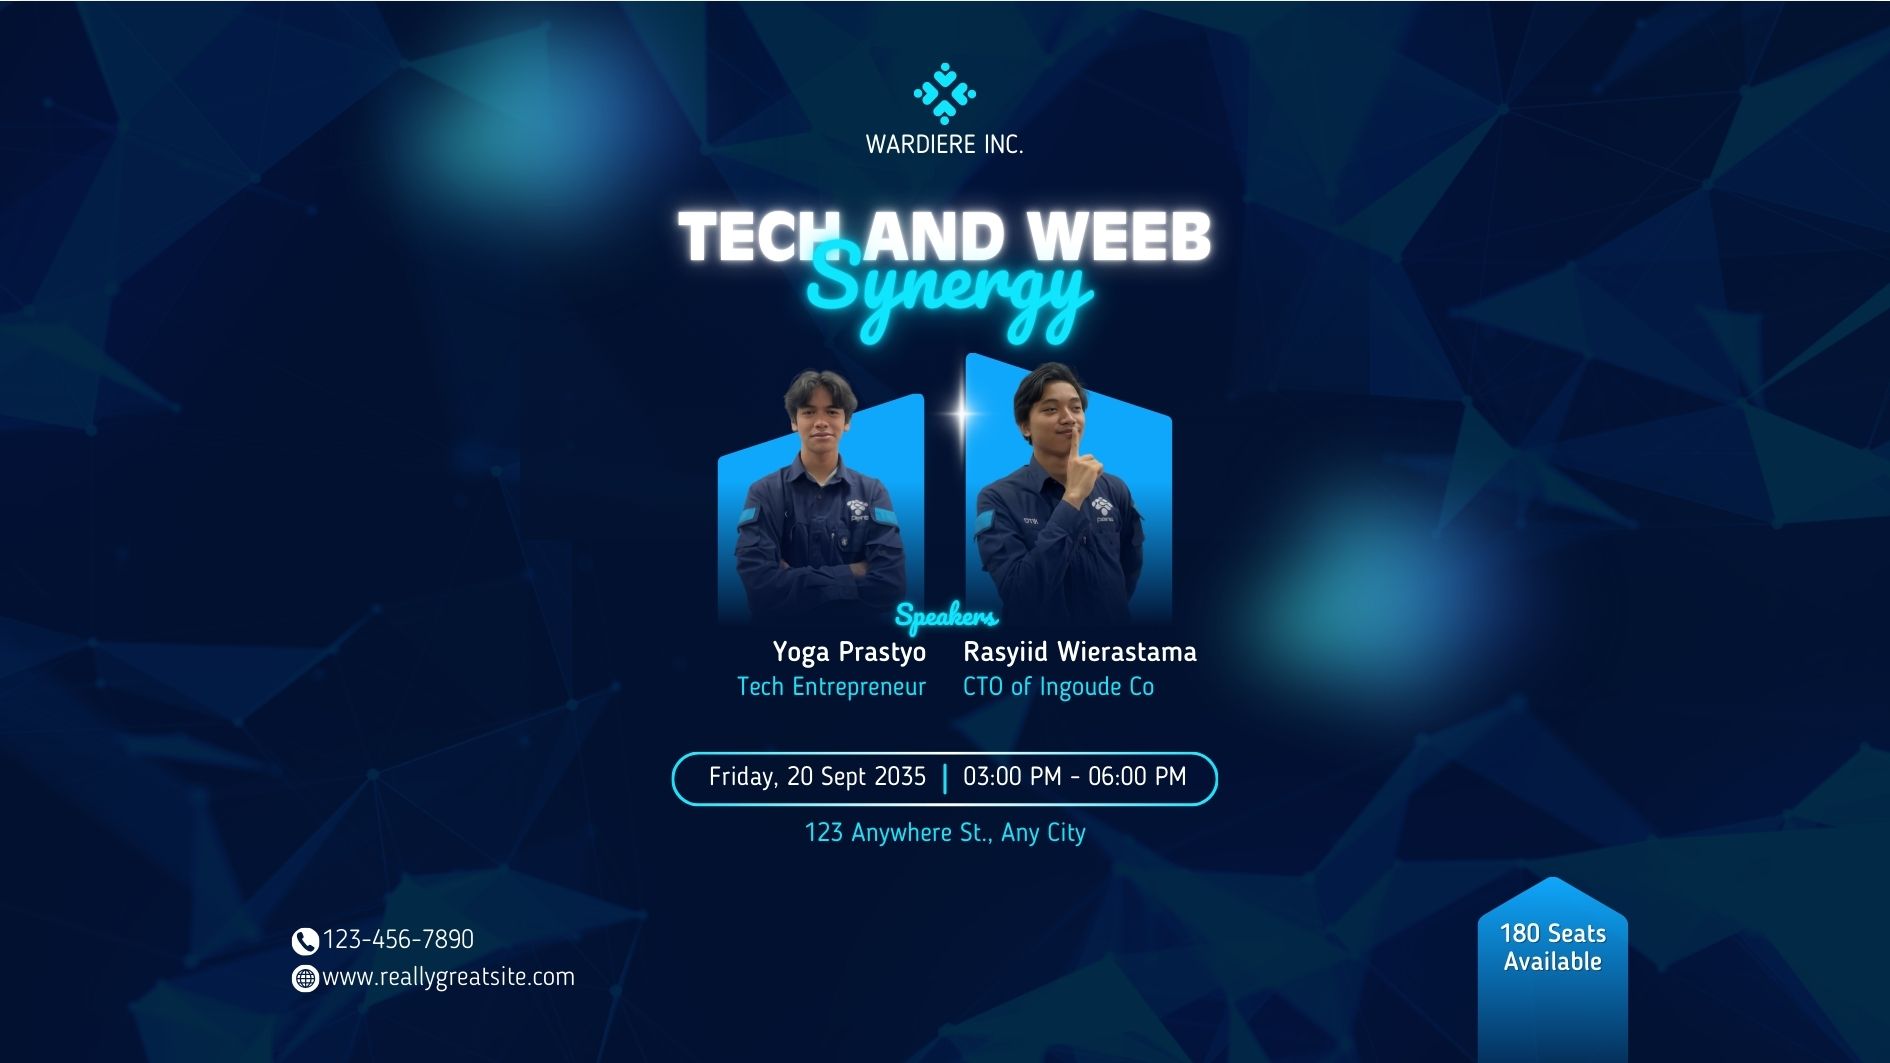 WARDIERE INC.
TECH AND WEEB
Synergy
Speakers
Yoga Prastyo
Tech Entrepreneur
Rasyiid Wierastama
CTO of Ingoude Co
Friday, 20 Sept 2035 | 03:00 PM - 06:00 PM
123 Anywhere St., Any City
123-456-7890
www.reallygreatsite.com
180 Seats
Available